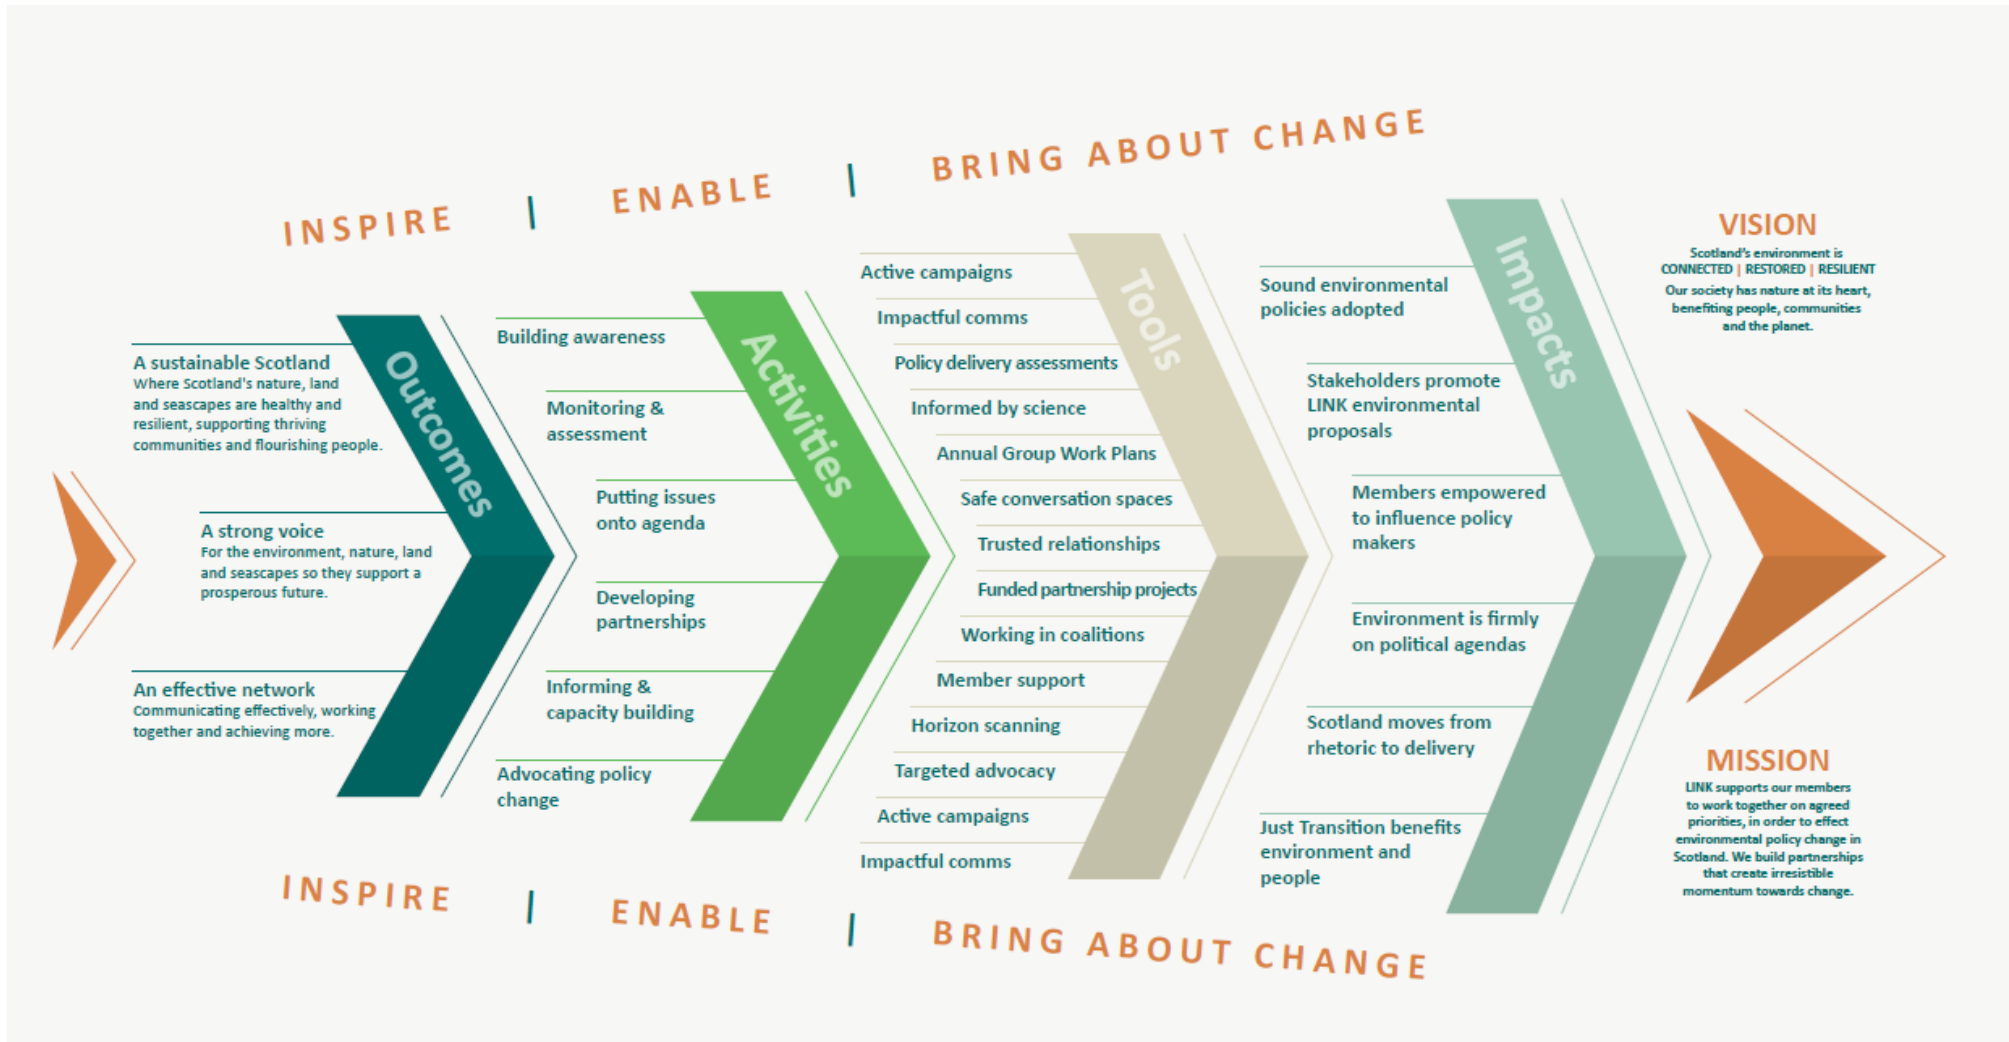 INSPIRE | ENABLE | BRING ABOUT CHANGE
Outcomes
A sustainable Scotland
Where Scotland's nature, land
and seascapes are healthy and
resilient, supporting thriving
communities and flourishing people.
A strong voice
For the environment, nature, land
and seascapes so they support a
prosperous future.
An effective network
Communicating effectively, working
together and achieving more.
Activities
Building awareness
Monitoring &
assessment
Putting issues
onto agenda
Developing
partnerships
Informing &
capacity building
Advocating policy
change
Tools
Active campaigns
Impactful comms
Policy delivery assessments
Informed by science
Annual Group Work Plans
Safe conversation spaces
Trusted relationships
Funded partnership projects
Working in coalitions
Member support
Horizon scanning
Targeted advocacy
Active campaigns
Impactful comms
Impacts
Sound environmental
policies adopted
Stakeholders promote
LINK environmental
proposals
Members empowered
to influence policy
makers
Environment is firmly
on political agendas
Scotland moves from
rhetoric to delivery
Just Transition benefits
environment and
people
VISION
Scotland's environment is
CONNECTED | RESTORED | RESILIENT
Our society has nature at its heart,
benefiting people, communities
and the planet.
MISSION
LINK supports our members
to work together on agreed
priorities, in order to effect
environmental policy change in
Scotland. We build partnerships
that create irresistible
momentum towards change.
INSPIRE | ENABLE | BRING ABOUT CHANGE